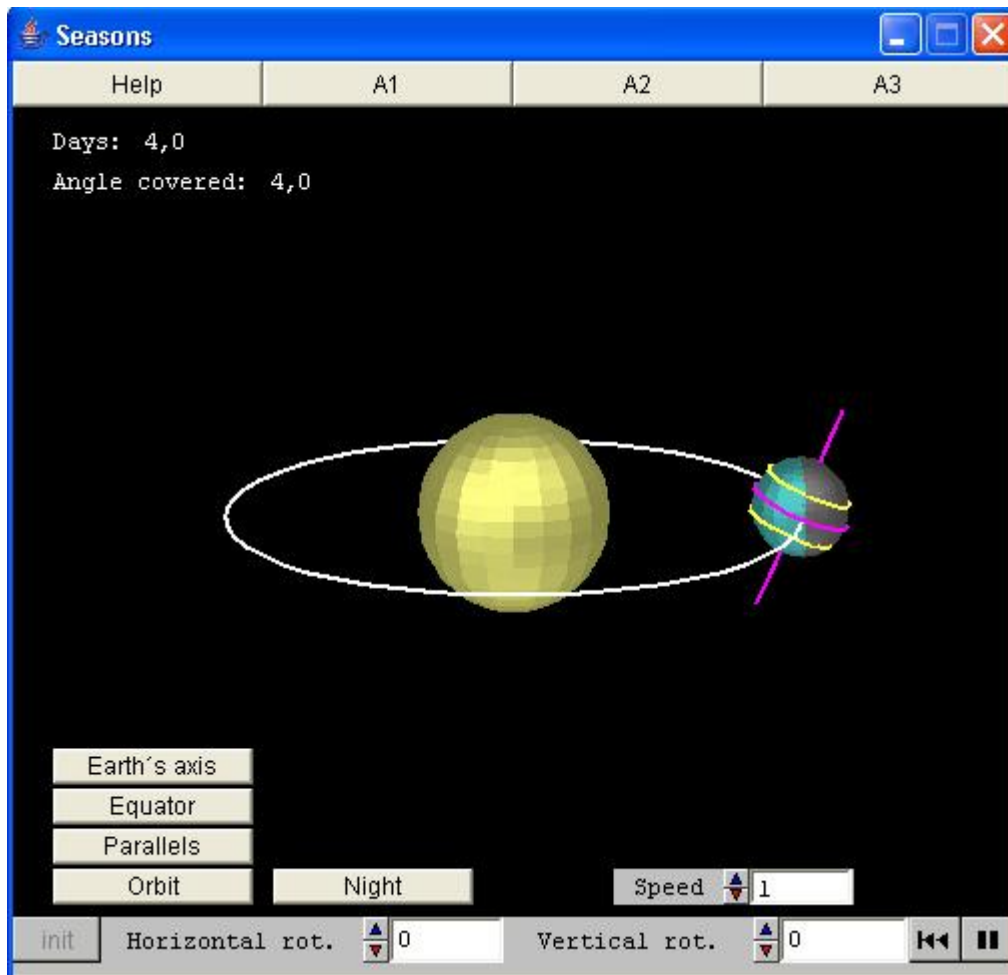 Seasons
Help A1 A2 A3
Days: 4,0
Angle covered: 4,0
Earth´s axis
Equator
Parallels
Orbit Night Speed 1
init Horizontal rot. 0 Vertical rot. 0